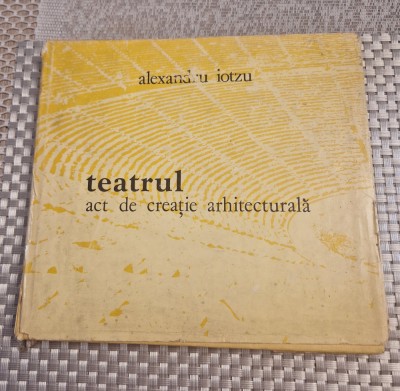 alexandru iotzu
teatrul
act de creație arhitecturală